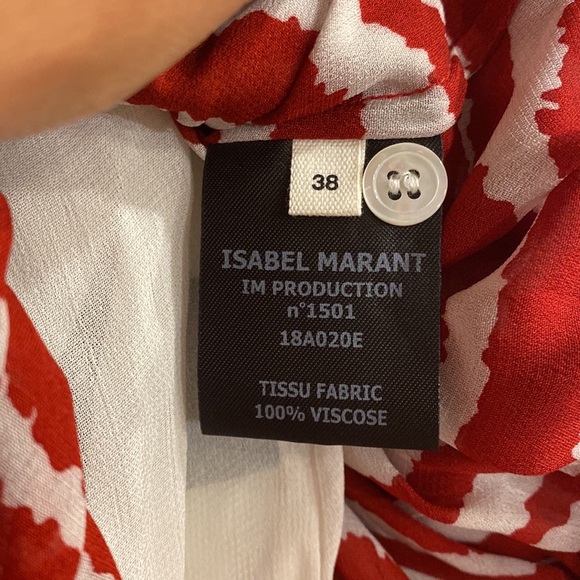 38
ISABEL MARANT
IM PRODUCTION
n°1501
18A020E
TISSU FABRIC
100% VISCOSE